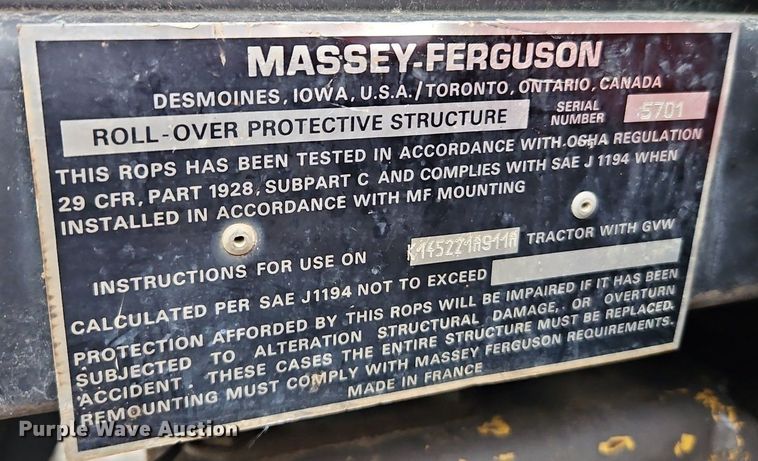 MASSEY-FERGUSON
DESMOINES, IOWA, U.S.A./TORONTO, ONTARIO, CANADA
ROLL-OVER PROTECTIVE STRUCTURE
SERIAL NUMBER 5701
THIS ROPS HAS BEEN TESTED IN ACCORDANCE WITH OSHA REGULATION
29 CFR, PART 1928, SUBPART C AND COMPLIES WITH SAE J 1194 WHEN
INSTALLED IN ACCORDANCE WITH MF MOUNTING
INSTRUCTIONS FOR USE ON K145221A911A TRACTOR WITH GVW
CALCULATED PER SAE J1194 NOT TO EXCEED
PROTECTION AFFORDED BY THIS ROPS WILL BE IMPAIRED IF IT HAS BEEN
SUBJECTED TO ALTERATION STRUCTURAL DAMAGE, OR OVERTURN
ACCIDENT. THESE CASES THE ENTIRE STRUCTURE MUST BE REPLACED.
REMOUNTING MUST COMPLY WITH MASSEY FERGUSON REQUIREMENTS.
MADE IN FRANCE
Purple Wave Auction